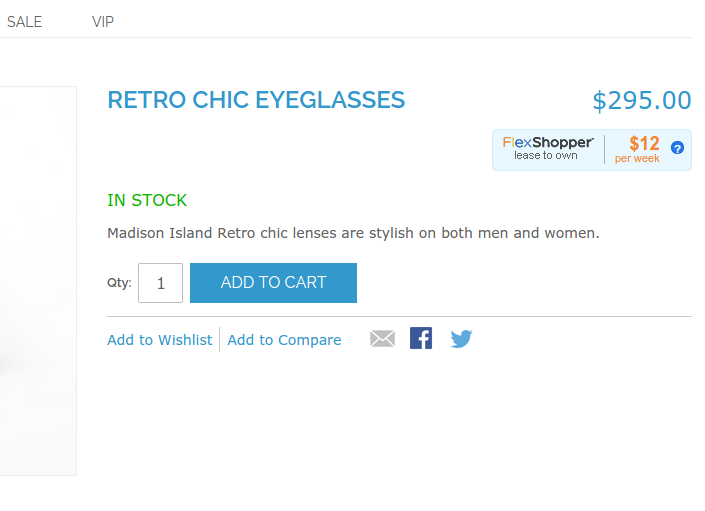 SALE VIP
RETRO CHIC EYEGLASSES $295.00
FlexShopper $12
lease to own per week ?
IN STOCK
Madison Island Retro chic lenses are stylish on both men and women.
Qty: 1 ADD TO CART
Add to Wishlist Add to Compare f